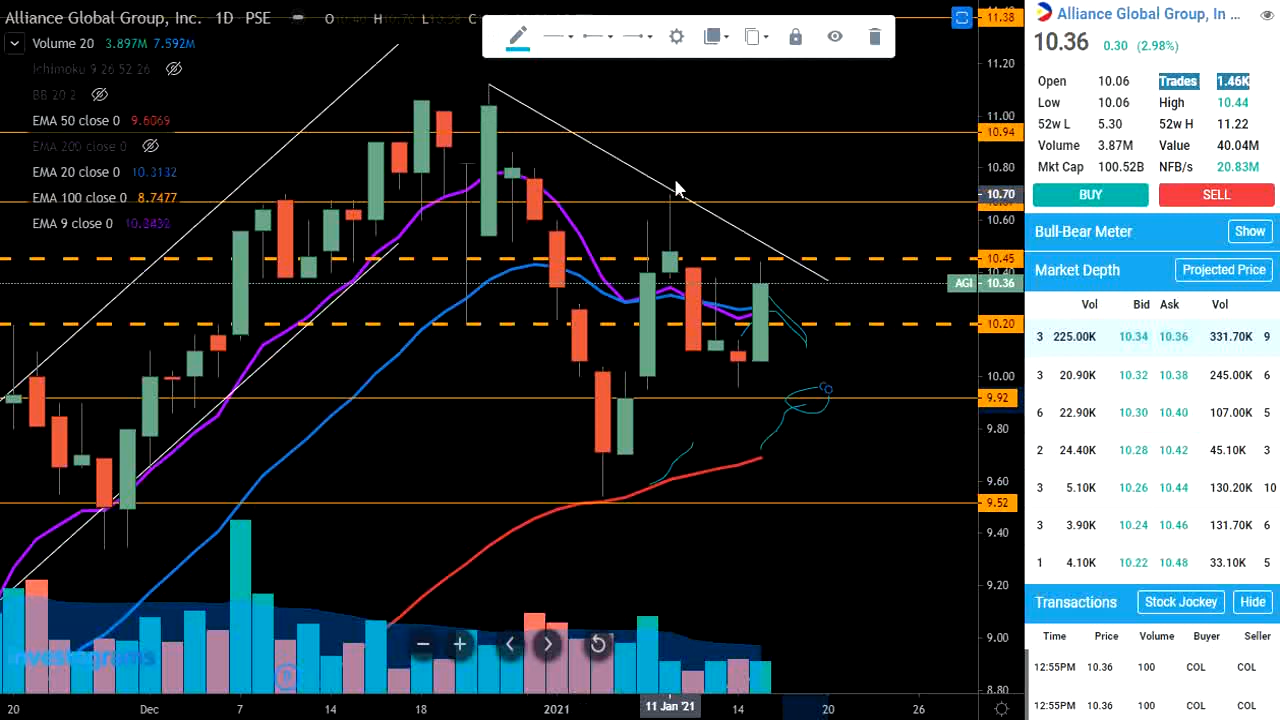 Alliance Global Group, Inc. 1D PSE O H L C
Volume 20 3.897M 7.592M
Ichimoku 9 26 52 26
BB 20 2
EMA 50 close 0 9.6069
EMA 200 close 0
EMA 20 close 0 10.3132
EMA 100 close 0 8.7477
EMA 9 close 0 10.2432
11.38
11.20
11.00
10.94
10.80
10.70
10.60
10.45
10.40
AGI 10.36
10.20
10.00
9.92
9.80
9.60
9.52
9.40
9.20
9.00
8.80
investagrams
20 Dec 7 14 18 2021 11 Jan '21 14 20 26
Alliance Global Group, In ...
10.36 0.30 (2.98%)
Open 10.06 Trades 1.46K
Low 10.06 High 10.44
52w L 5.30 52w H 11.22
Volume 3.87M Value 40.04M
Mkt Cap 100.52B NFB/s 20.83M
BUY SELL
Bull-Bear Meter Show
Market Depth Projected Price
Vol Bid Ask Vol
3 225.00K 10.34 10.36 331.70K 9
3 20.90K 10.32 10.38 245.00K 6
6 22.90K 10.30 10.40 107.00K 5
2 24.40K 10.28 10.42 45.10K 3
3 5.10K 10.26 10.44 130.20K 10
3 3.90K 10.24 10.46 131.70K 6
1 4.10K 10.22 10.48 33.10K 5
Transactions Stock Jockey Hide
Time Price Volume Buyer Seller
12:55PM 10.36 100 COL COL
12:55PM 10.36 100 COL COL